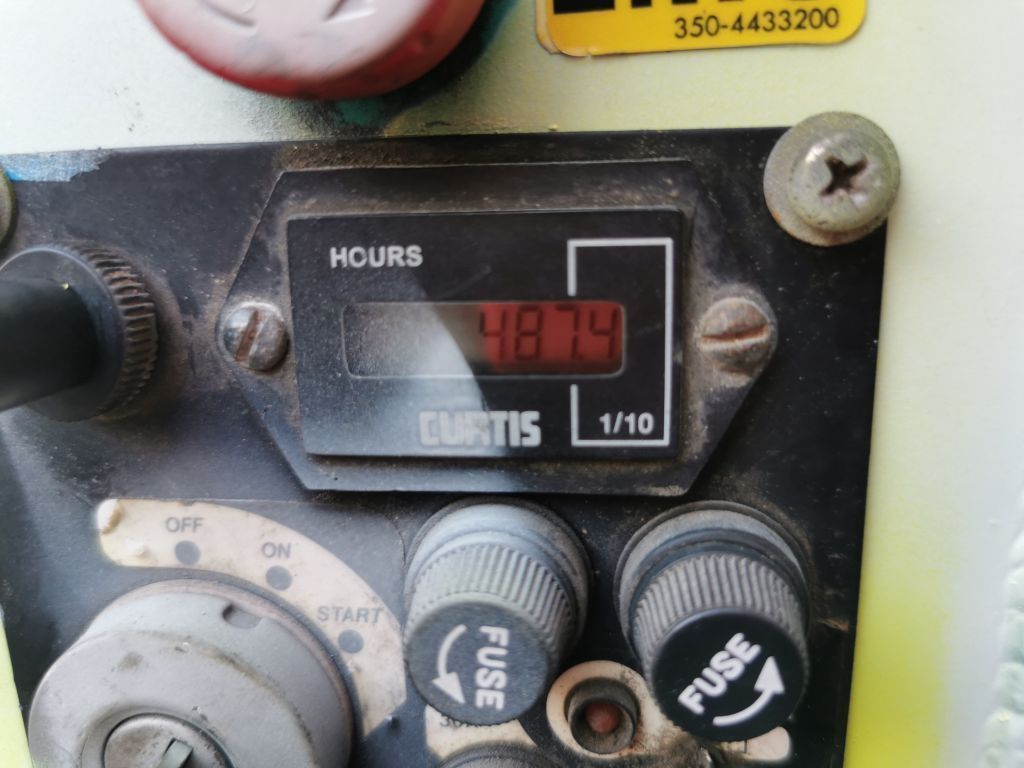 350-4433200
HOURS
487.4
CURTIS
1/10
OFF
ON
START
FUSE
FUSE